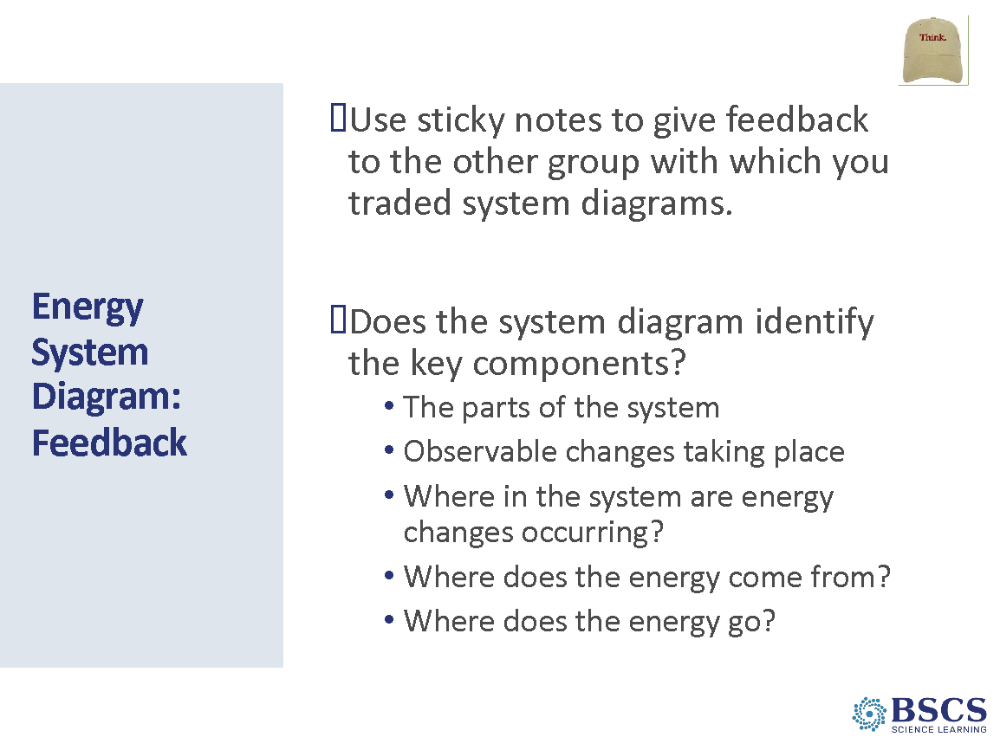 Think.
Energy
System
Diagram:
Feedback
Use sticky notes to give feedback
to the other group with which you
traded system diagrams.
Does the system diagram identify
the key components?
• The parts of the system
• Observable changes taking place
• Where in the system are energy
changes occurring?
• Where does the energy come from?
• Where does the energy go?
BSCS
SCIENCE LEARNING